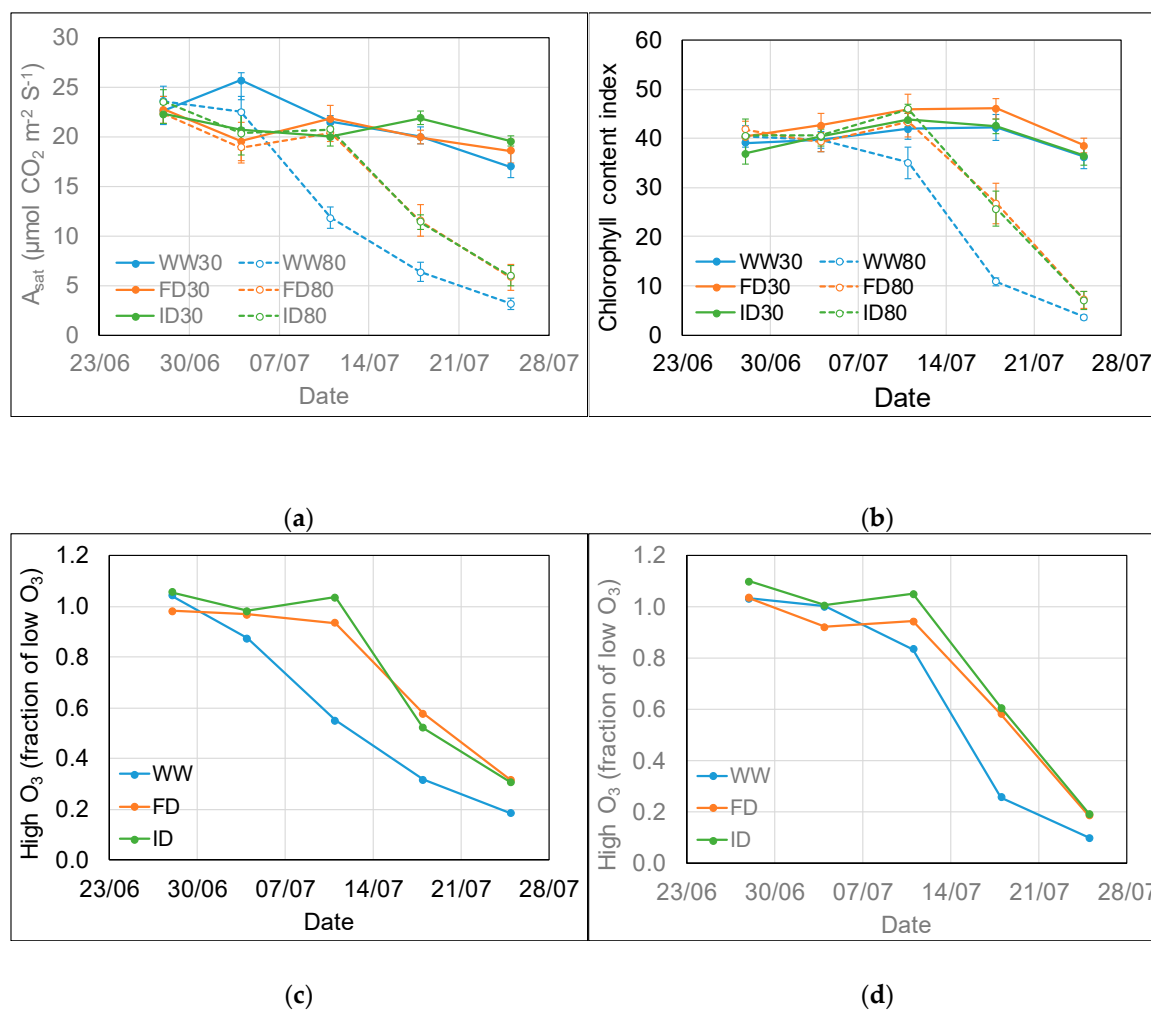 30
25
20
15
10
5
0
A_sat (µmol CO₂ m⁻² S⁻¹)
WW30 WW80
FD30 FD80
ID30 ID80
23/06 30/06 07/07 14/07 21/07 28/07
Date
60
50
40
30
20
10
0
Chlorophyll content index
WW30 WW80
FD30 FD80
ID30 ID80
23/06 30/06 07/07 14/07 21/07 28/07
Date
(a) (b)
1.2
1.0
0.8
0.6
0.4
0.2
0.0
High O₃ (fraction of low O₃)
WW
FD
ID
23/06 30/06 07/07 14/07 21/07 28/07
Date
1.2
1.0
0.8
0.6
0.4
0.2
0.0
High O₃ (fraction of low O₃)
WW
FD
ID
23/06 30/06 07/07 14/07 21/07 28/07
Date
(c) (d)